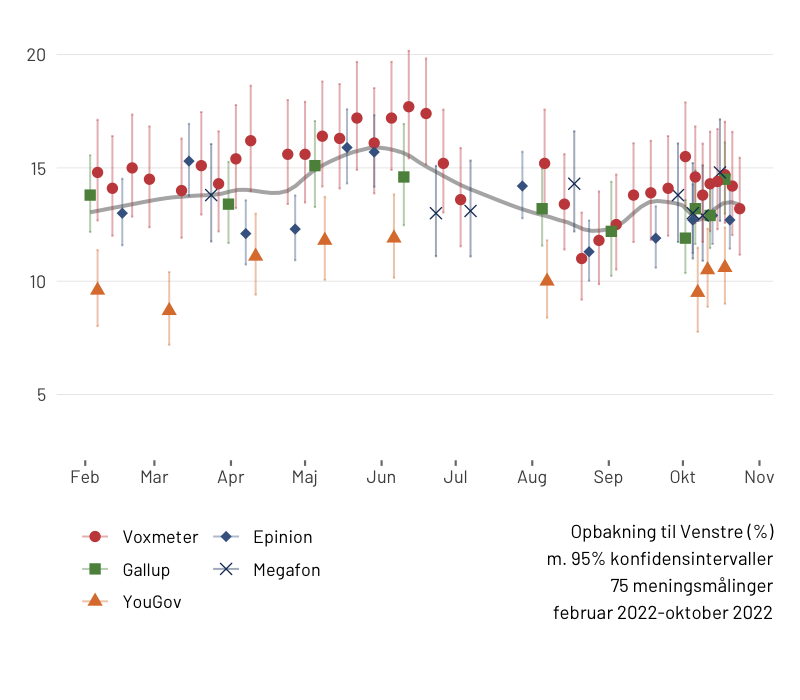 20
15
10
5
Feb Mar Apr Maj Jun Jul Aug Sep Okt Nov
Voxmeter Epinion
Gallup Megafon
YouGov
Opbakning til Venstre (%)
m. 95% konfidensintervaller
75 meningsmålinger
februar 2022-oktober 2022